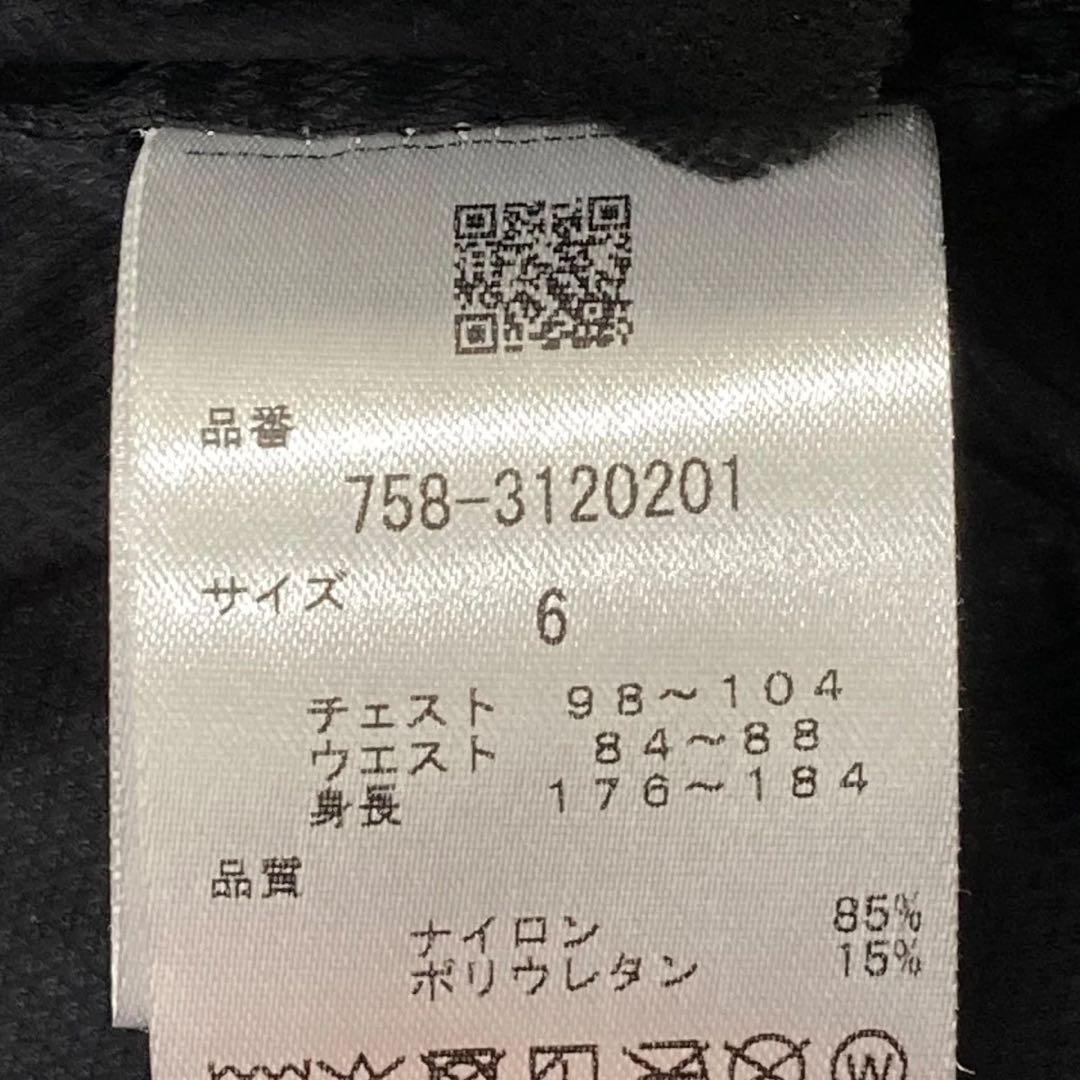 品番
758-3120201
サイズ
6
チェスト 98~104
ウエスト 84~88
身長 176~184
品質
ナイロン 85%
ポリウレタン 15%
W